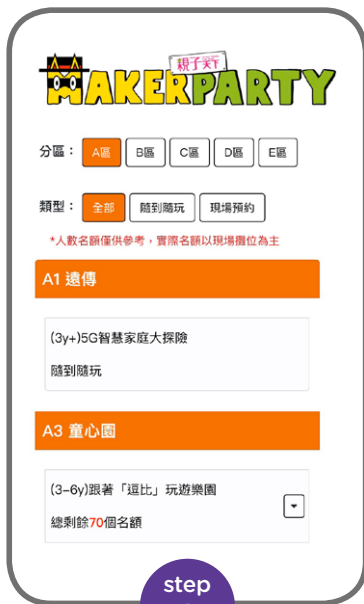 親子天下
MAKERPARTY
分區： A區 B區 C區 D區 E區
類型： 全部 隨到隨玩 現場預約
*人數名額僅供參考，實際名額以現場攤位為主
A1 遠傳
(3y+)5G智慧家庭大探險
隨到隨玩
A3 童心園
(3-6y)跟著「逗比」玩遊樂園
總剩餘70個名額
step